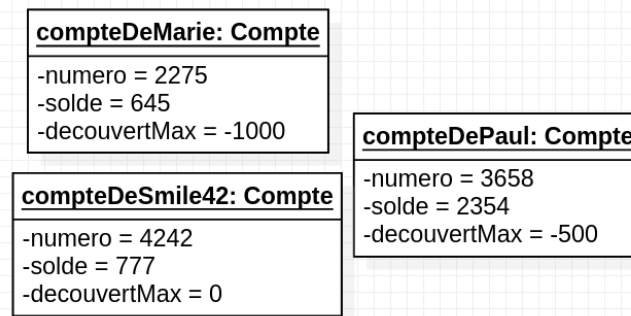 compteDeMarie: Compte
-numero = 2275
-solde = 645
-decouvertMax = -1000
compteDePaul: Compte
-numero = 3658
-solde = 2354
-decouvertMax = -500
compteDeSmile42: Compte
-numero = 4242
-solde = 777
-decouvertMax = 0